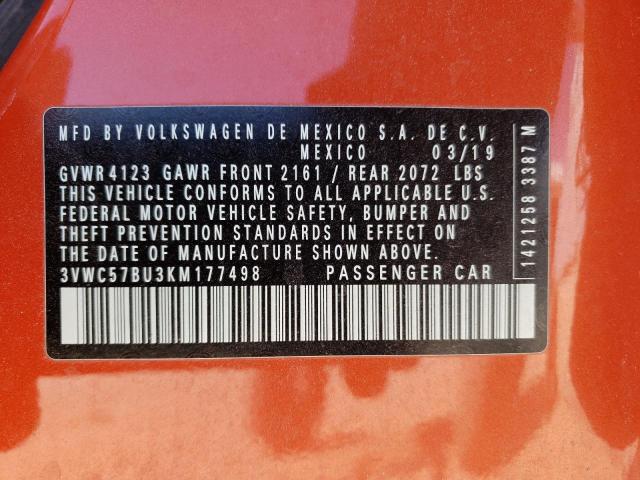 MFD BY VOLKSWAGEN DE MEXICO S.A. DE C.V.
MEXICO 03/19
GVWR 4123 GAWR FRONT 2161 / REAR 2072 LBS
THIS VEHICLE CONFORMS TO ALL APPLICABLE U.S.
FEDERAL MOTOR VEHICLE SAFETY, BUMPER AND
THEFT PREVENTION STANDARDS IN EFFECT ON
THE DATE OF MANUFACTURE SHOWN ABOVE.
3VWC57BU3KM177498 PASSENGER CAR
1421258 3387 M